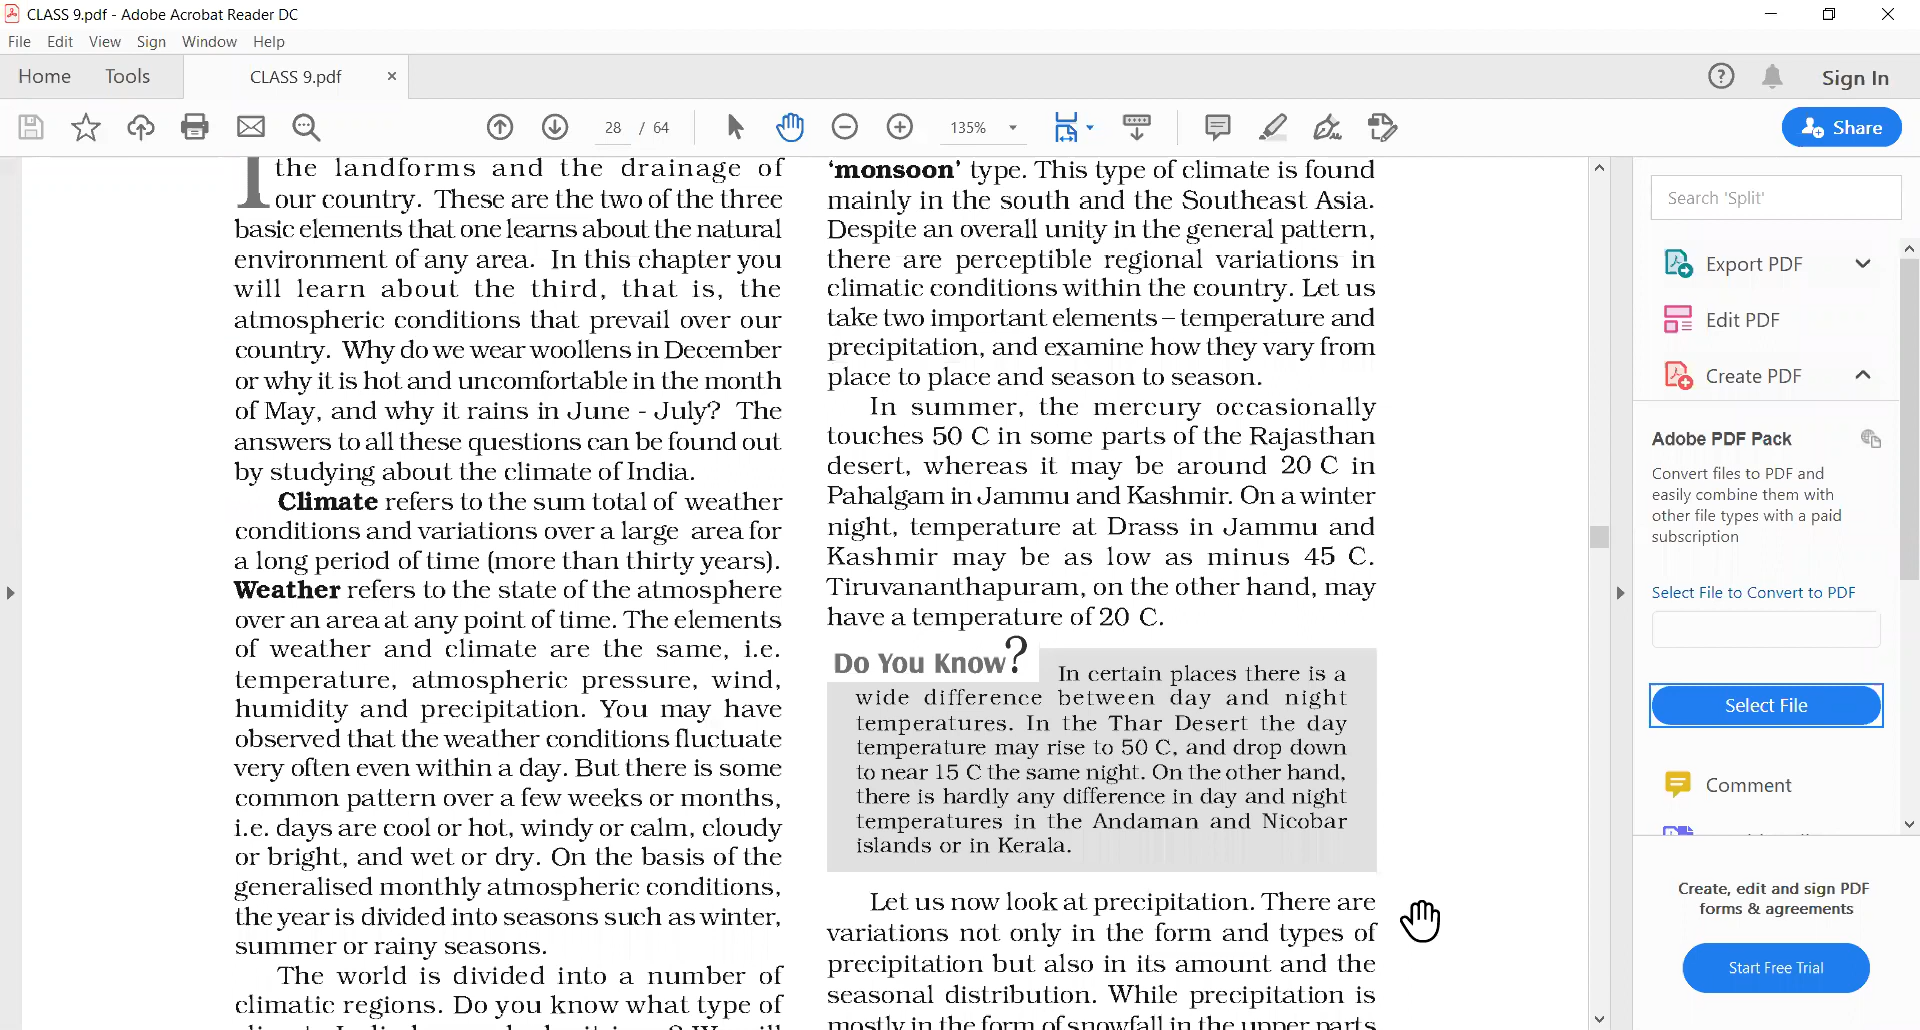 CLASS 9.pdf - Adobe Acrobat Reader DC
File Edit View Sign Window Help
Home Tools CLASS 9.pdf × ? Sign In
28 / 64 135% Share
the landforms and the drainage of
our country. These are the two of the three
basic elements that one learns about the natural
environment of any area. In this chapter you
will learn about the third, that is, the
atmospheric conditions that prevail over our
country. Why do we wear woollens in December
or why it is hot and uncomfortable in the month
of May, and why it rains in June - July? The
answers to all these questions can be found out
by studying about the climate of India.
Climate refers to the sum total of weather
conditions and variations over a large area for
a long period of time (more than thirty years).
Weather refers to the state of the atmosphere
over an area at any point of time. The elements
of weather and climate are the same, i.e.
temperature, atmospheric pressure, wind,
humidity and precipitation. You may have
observed that the weather conditions fluctuate
very often even within a day. But there is some
common pattern over a few weeks or months,
i.e. days are cool or hot, windy or calm, cloudy
or bright, and wet or dry. On the basis of the
generalised monthly atmospheric conditions,
the year is divided into seasons such as winter,
summer or rainy seasons.
The world is divided into a number of
climatic regions. Do you know what type of
'monsoon' type. This type of climate is found
mainly in the south and the Southeast Asia.
Despite an overall unity in the general pattern,
there are perceptible regional variations in
climatic conditions within the country. Let us
take two important elements – temperature and
precipitation, and examine how they vary from
place to place and season to season.
In summer, the mercury occasionally
touches 50 C in some parts of the Rajasthan
desert, whereas it may be around 20 C in
Pahalgam in Jammu and Kashmir. On a winter
night, temperature at Drass in Jammu and
Kashmir may be as low as minus 45 C.
Tiruvananthapuram, on the other hand, may
have a temperature of 20 C.
Do You Know?
In certain places there is a
wide difference between day and night
temperatures. In the Thar Desert the day
temperature may rise to 50 C, and drop down
to near 15 C the same night. On the other hand,
there is hardly any difference in day and night
temperatures in the Andaman and Nicobar
islands or in Kerala.
Let us now look at precipitation. There are
variations not only in the form and types of
precipitation but also in its amount and the
seasonal distribution. While precipitation is
mostly in the form of snowfall in the upper parts
Search 'Split'
Export PDF
Edit PDF
Create PDF
Adobe PDF Pack
Convert files to PDF and
easily combine them with
other file types with a paid
subscription
Select File to Convert to PDF
Select File
Comment
Create, edit and sign PDF
forms & agreements
Start Free Trial